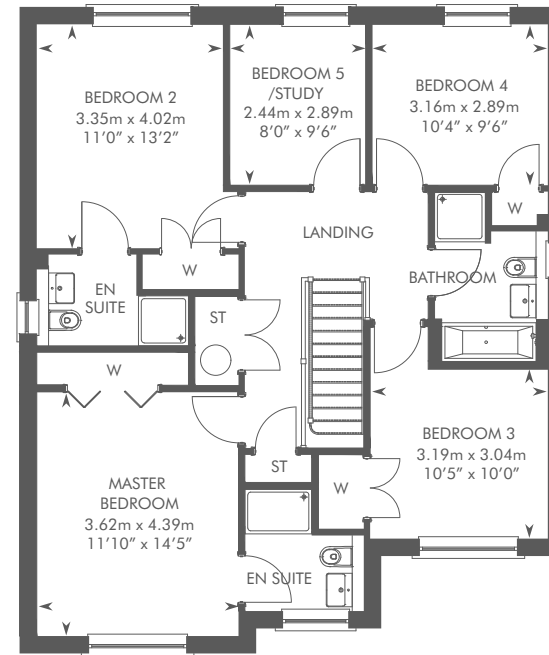 BEDROOM 2
3.35m x 4.02m
11’0” x 13’2”
BEDROOM 5
/STUDY
2.44m x 2.89m
8’0” x 9’6”
BEDROOM 4
3.16m x 2.89m
10’4” x 9’6”
W
LANDING
BATHROOM
W
EN
SUITE
ST
W
BEDROOM 3
3.19m x 3.04m
10’5” x 10’0”
ST
W
MASTER
BEDROOM
3.62m x 4.39m
11’10” x 14’5”
EN SUITE